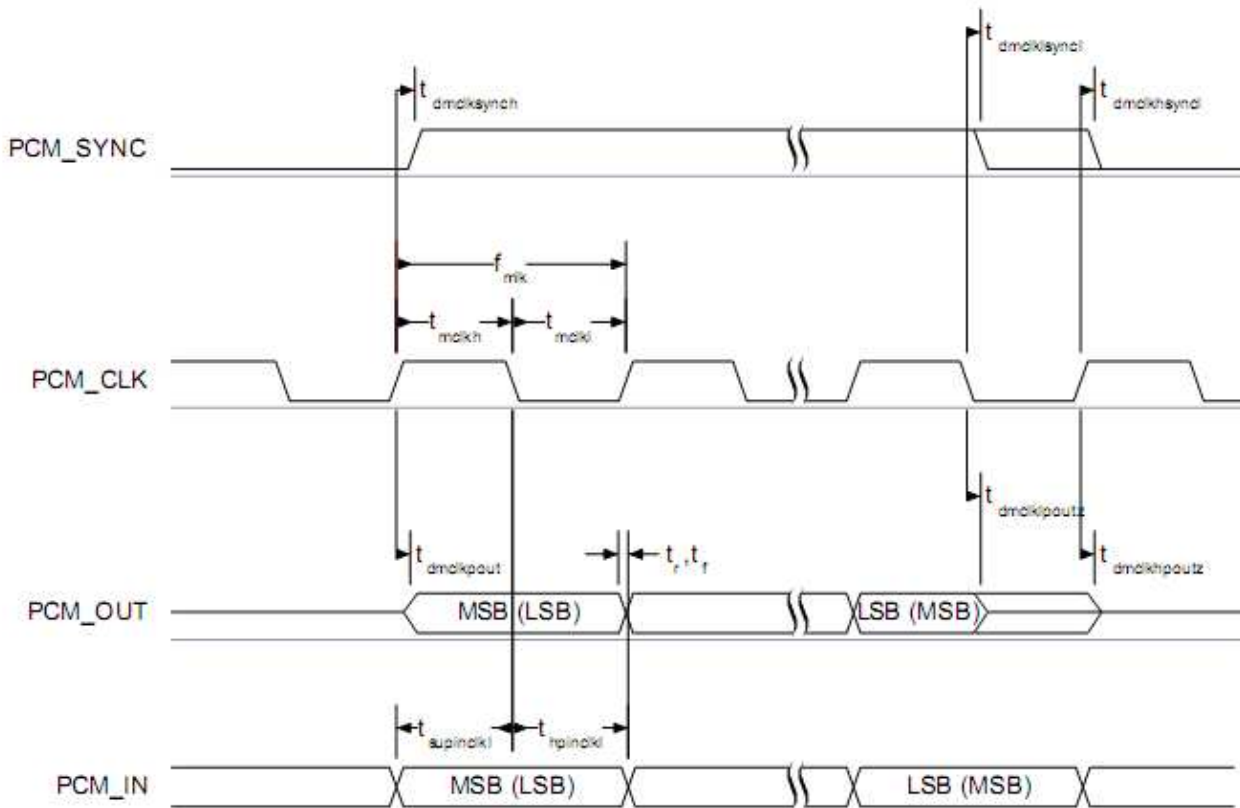 t dmclklsyncl
t dmclksynch
t dmclkhsyncl
PCM_SYNC
f mlk
t mclkh
t mclkl
PCM_CLK
t dmclklpoutz
t dmclkpout
t r ,t f
t dmclkhpoutz
PCM_OUT
MSB (LSB)
LSB (MSB)
t supinclkl
t hpinclkl
PCM_IN
MSB (LSB)
LSB (MSB)